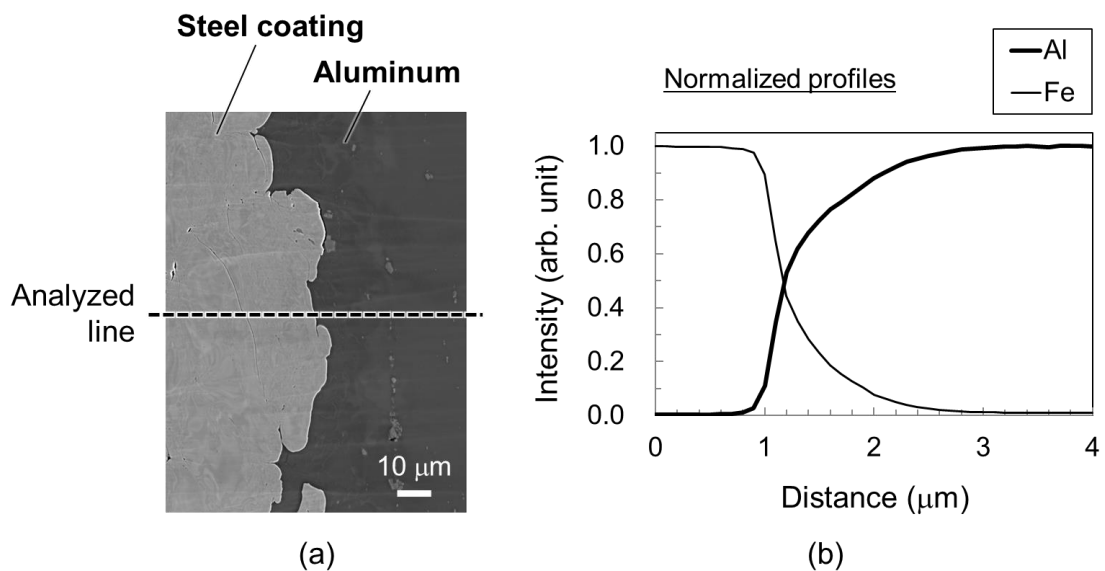 Steel coating
Aluminum
Analyzed
line
10 μm
(a)
Normalized profiles
Al
Fe
Intensity (arb. unit)
1.0
0.8
0.6
0.4
0.2
0.0
0 1 2 3 4
Distance (μm)
(b)